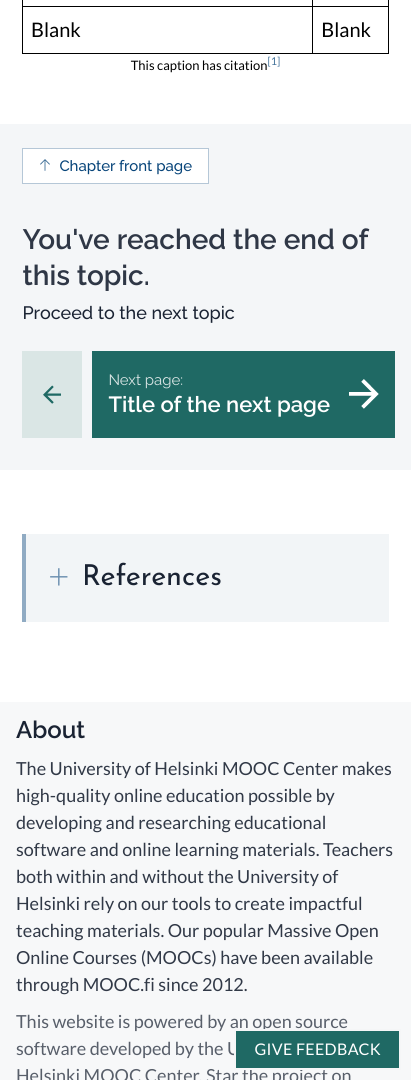 Blank Blank
This caption has citation[1]
Chapter front page
You've reached the end of
this topic.
Proceed to the next topic
Next page:
Title of the next page
References
About
The University of Helsinki MOOC Center makes
high-quality online education possible by
developing and researching educational
software and online learning materials. Teachers
both within and without the University of
Helsinki rely on our tools to create impactful
teaching materials. Our popular Massive Open
Online Courses (MOOCs) have been available
through MOOC.fi since 2012.
This website is powered by an open source
software developed by the
GIVE FEEDBACK
Helsinki MOOC Center. Star the project on